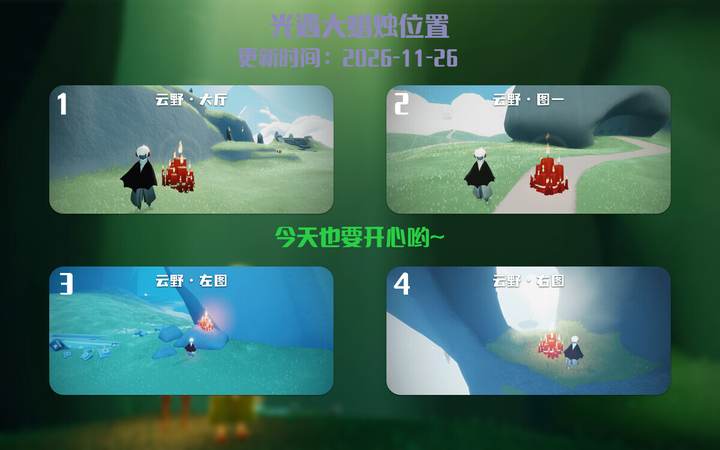 光遇大蜡烛位置
更新时间：2026-11-26
1
云野·大厅
2
云野·图一
今天也要开心哟~
3
云野·左图
4
云野·右图